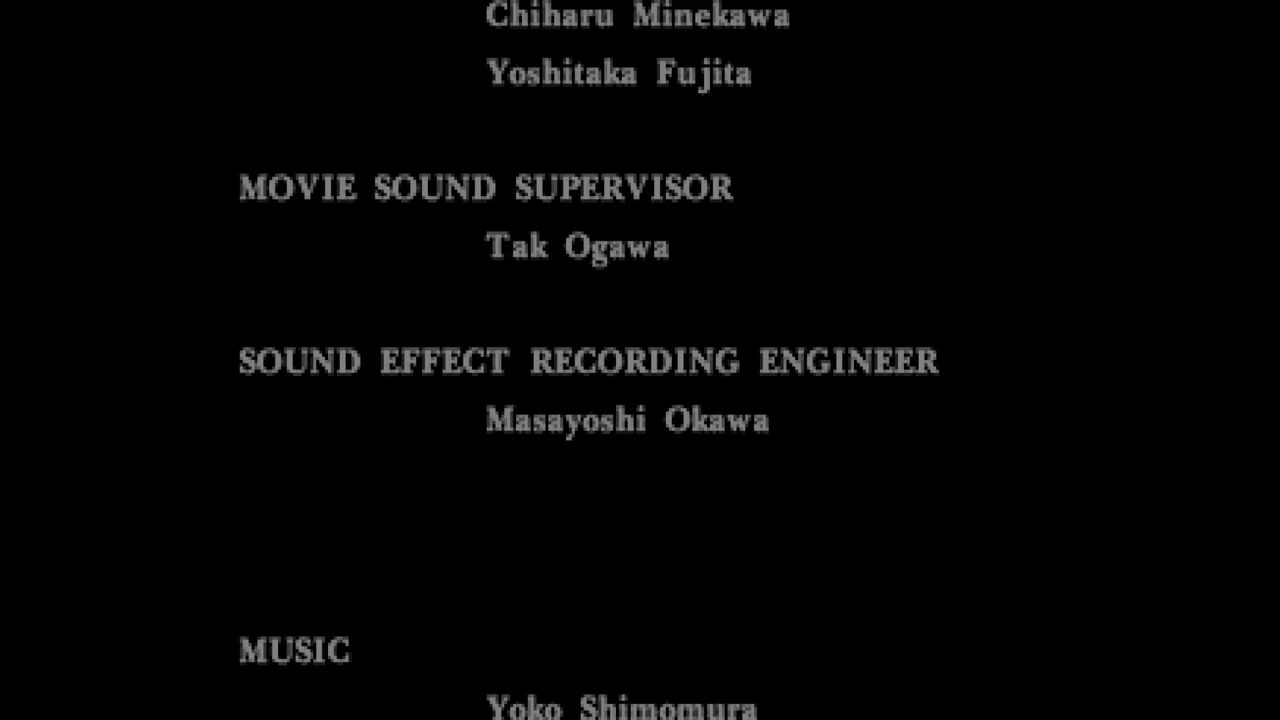 Chiharu Minekawa
Yoshitaka Fujita
MOVIE SOUND SUPERVISOR
Tak Ogawa
SOUND EFFECT RECORDING ENGINEER
Masayoshi Okawa
MUSIC
Yoko Shimomura